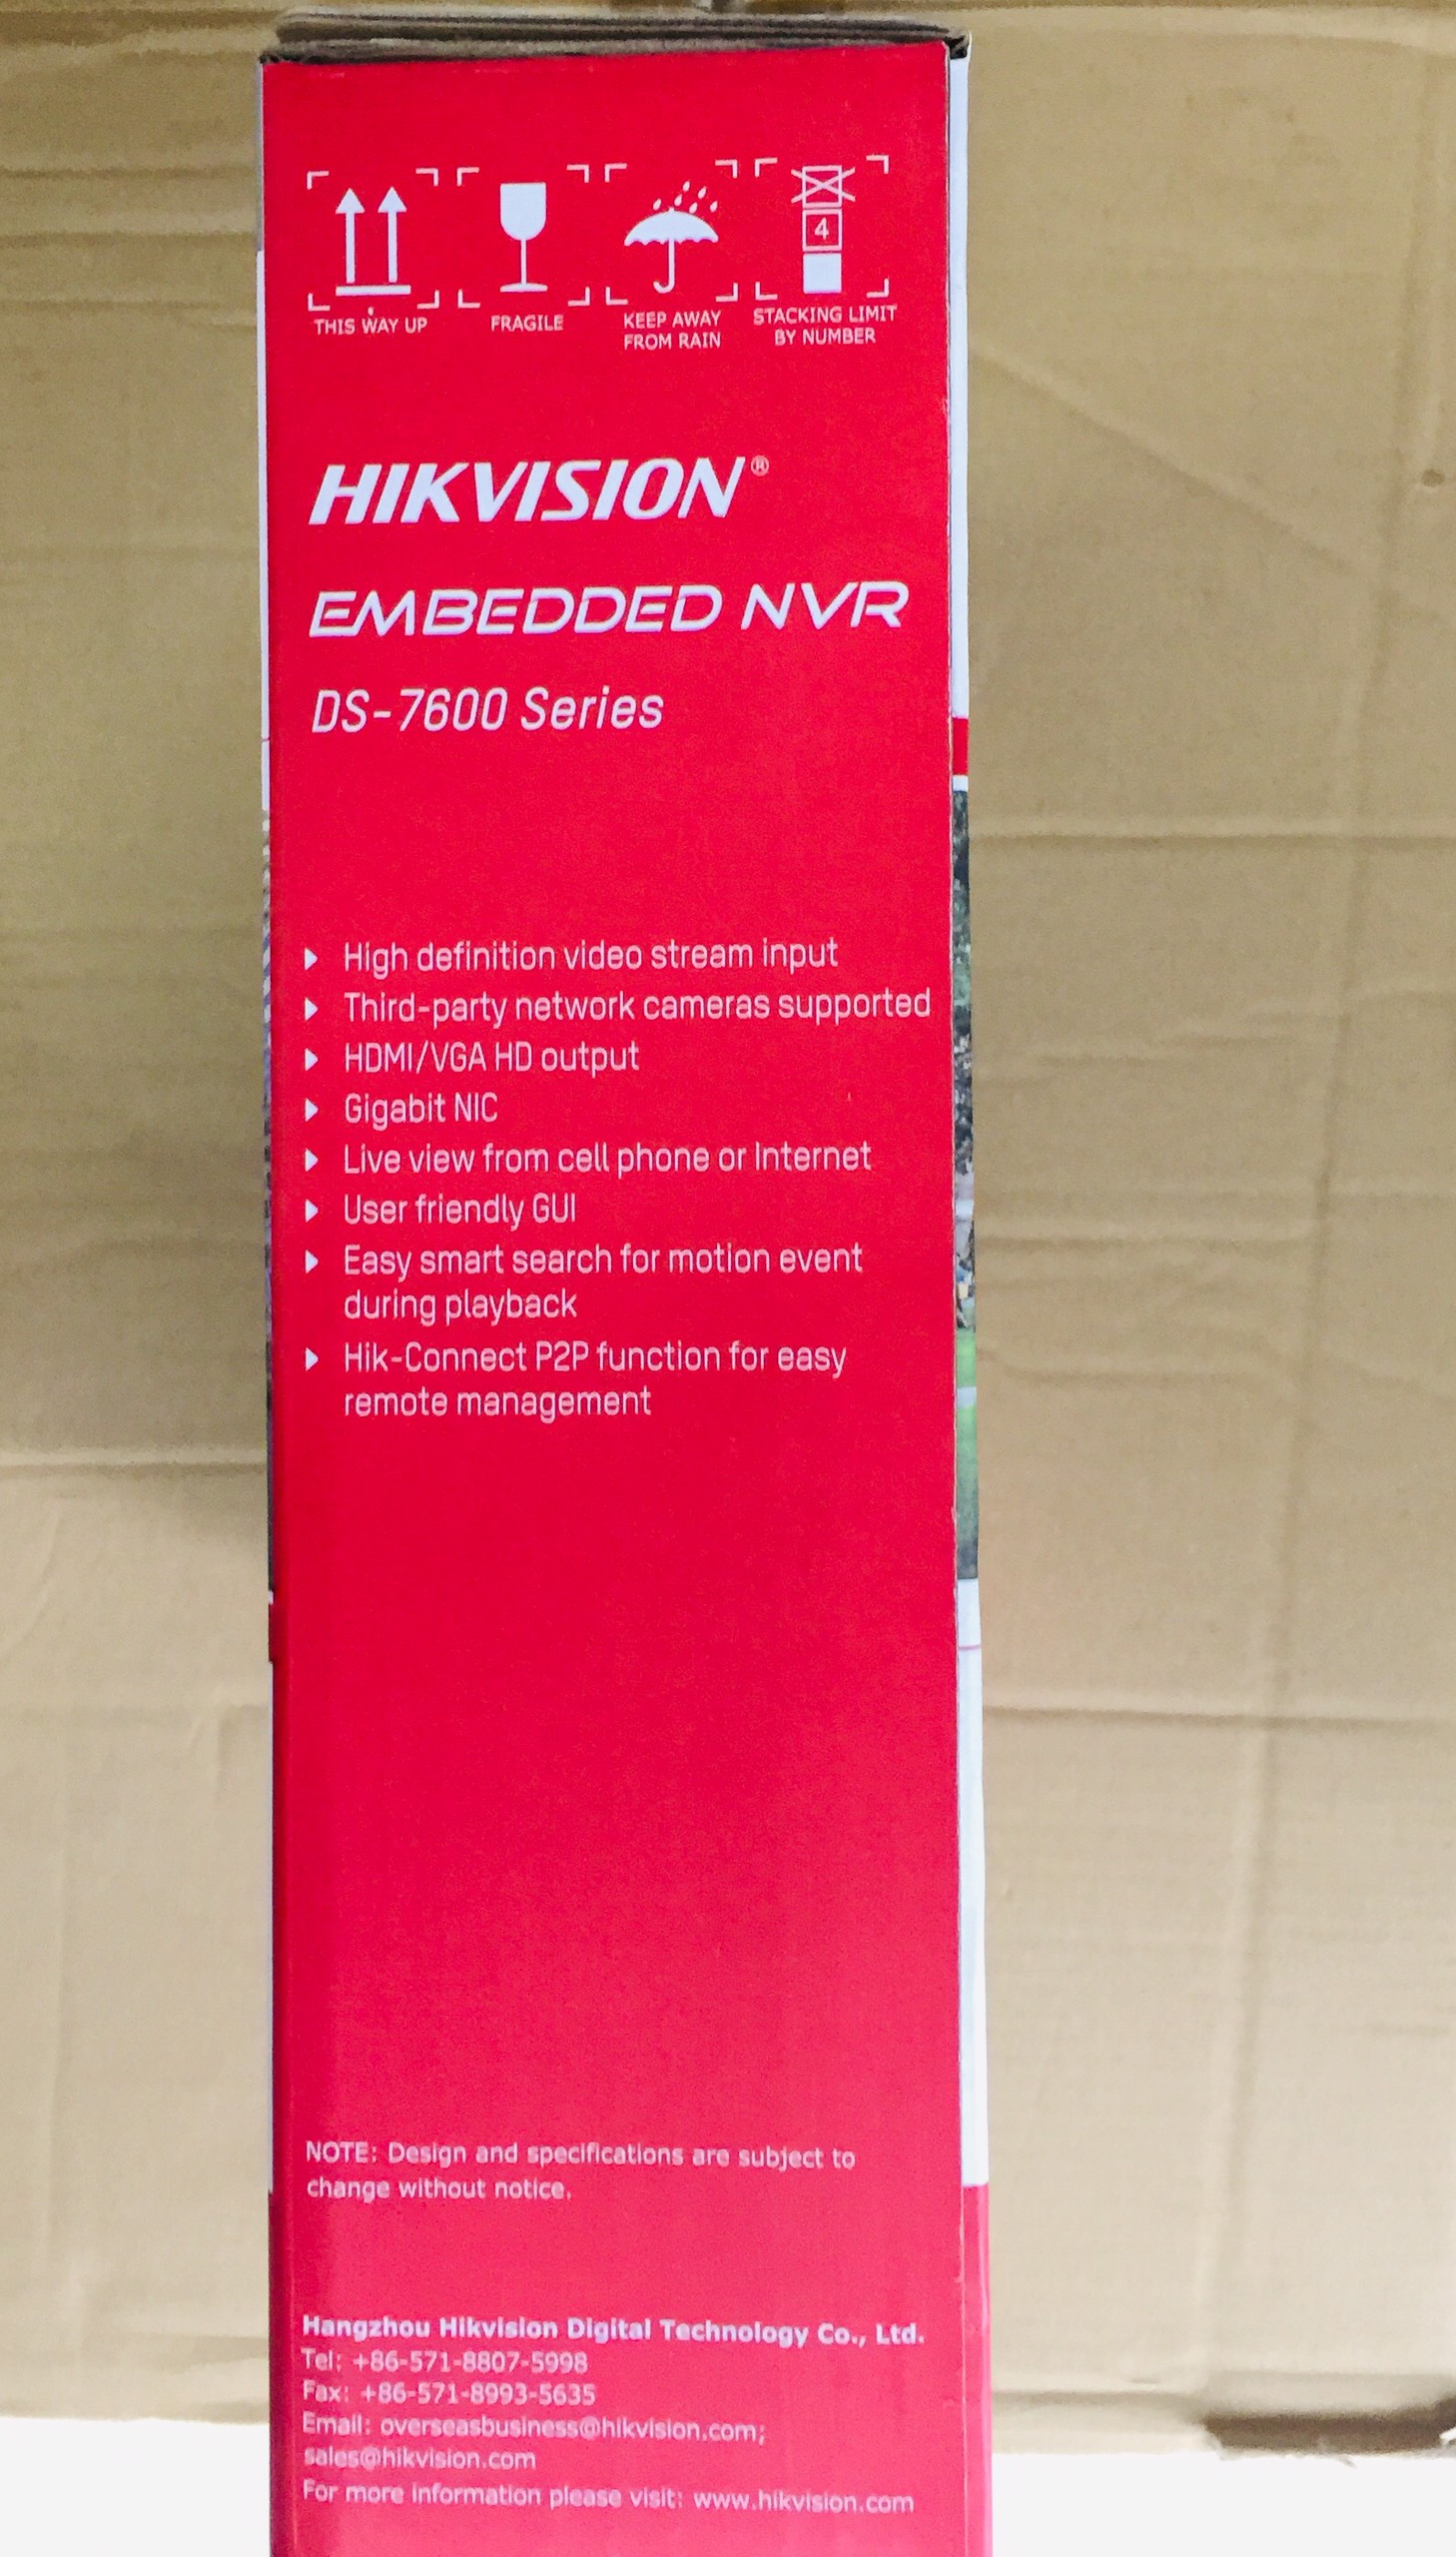 4
THIS WAY UP
FRAGILE
KEEP AWAY
FROM RAIN
STACKING LIMIT
BY NUMBER
HIKVISION®
EMBEDDED NVR
DS-7600 Series
High definition video stream input
Third-party network cameras supported
HDMI/VGA HD output
Gigabit NIC
Live view from cell phone or Internet
User friendly GUI
Easy smart search for motion event
during playback
Hik-Connect P2P function for easy
remote management
NOTE: Design and specifications are subject to
change without notice.
Hangzhou Hikvision Digital Technology Co., Ltd.
Tel: +86-571-8807-5998
Fax: +86-571-8993-5635
Email: overseasbusiness@hikvision.com;
sales@hikvision.com
For more information please visit: www.hikvision.com